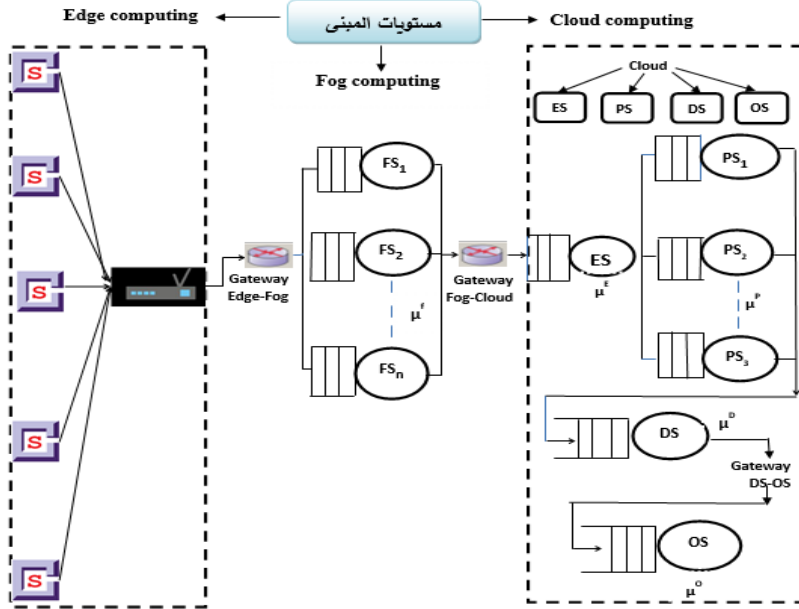 Edge computing
مستويات المبنى
Cloud computing
Fog computing
Cloud
ES
PS
DS
OS
S
S
S
S
S
Gateway
Edge-Fog
FS1
FS2
μf
FSn
Gateway
Fog-Cloud
ES
μE
PS1
PS2
μP
PS3
DS
μD
Gateway
DS-OS
OS
μO